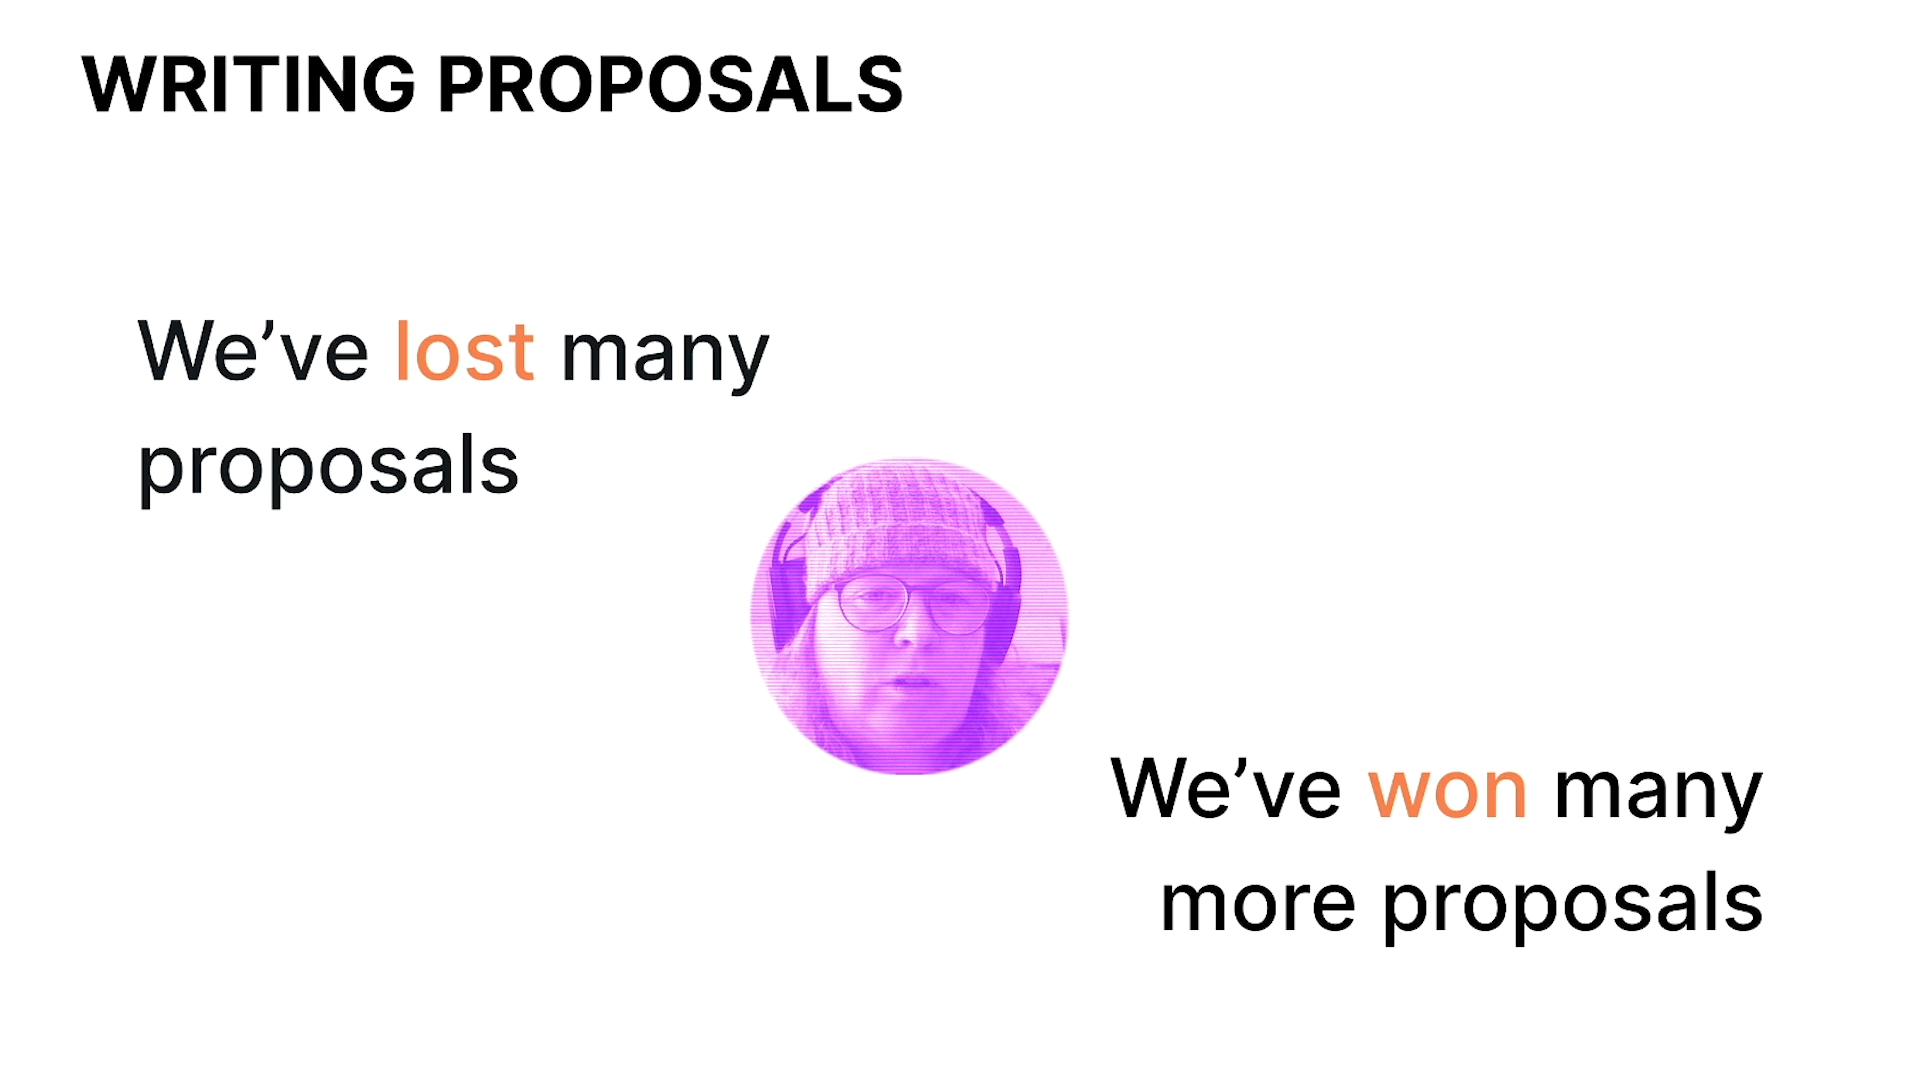 WRITING PROPOSALS
We’ve lost many
proposals
We’ve won many
more proposals